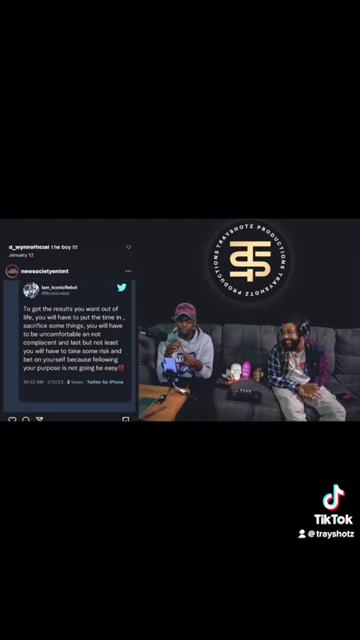 d_wynnofficial The boy !!!!
January 12
newsocietyentmt
Iam_IconicRebel
To get the results you want out of
life, you will have to put the time in ,
sacrifice some things, you will have
to be uncomfortable an not
complacent and last but not least
you will have to take some risk and
bet on yourself because following
your purpose is not going be easy‼️
10:52 AM · 1/12/23 · 3 Views · Twitter for iPhone
TRAYSHOTZ PRODUCTIONS
TRAYSHOTZ PRODUCTIONS
TikTok
@trayshotz